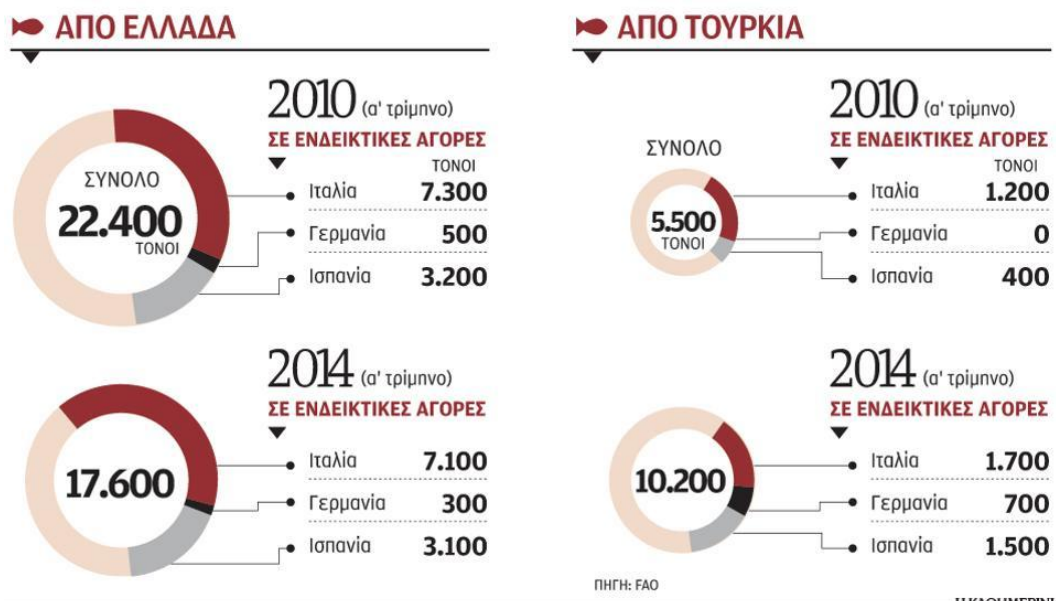 ΑΠΟ ΕΛΛΑΔΑ
2010 (α' τρίμηνο)
ΣΕ ΕΝΔΕΙΚΤΙΚΕΣ ΑΓΟΡΕΣ
ΤΟΝΟΙ
ΣΥΝΟΛΟ
22.400
ΤΟΝΟΙ
Ιταλία 7.300
Γερμανία 500
Ισπανία 3.200
2014 (α' τρίμηνο)
ΣΕ ΕΝΔΕΙΚΤΙΚΕΣ ΑΓΟΡΕΣ
17.600
Ιταλία 7.100
Γερμανία 300
Ισπανία 3.100
ΑΠΟ ΤΟΥΡΚΙΑ
2010 (α' τρίμηνο)
ΣΕ ΕΝΔΕΙΚΤΙΚΕΣ ΑΓΟΡΕΣ
ΤΟΝΟΙ
ΣΥΝΟΛΟ
5.500
ΤΟΝΟΙ
Ιταλία 1.200
Γερμανία 0
Ισπανία 400
2014 (α' τρίμηνο)
ΣΕ ΕΝΔΕΙΚΤΙΚΕΣ ΑΓΟΡΕΣ
10.200
Ιταλία 1.700
Γερμανία 700
Ισπανία 1.500
ΠΗΓΗ: FAO